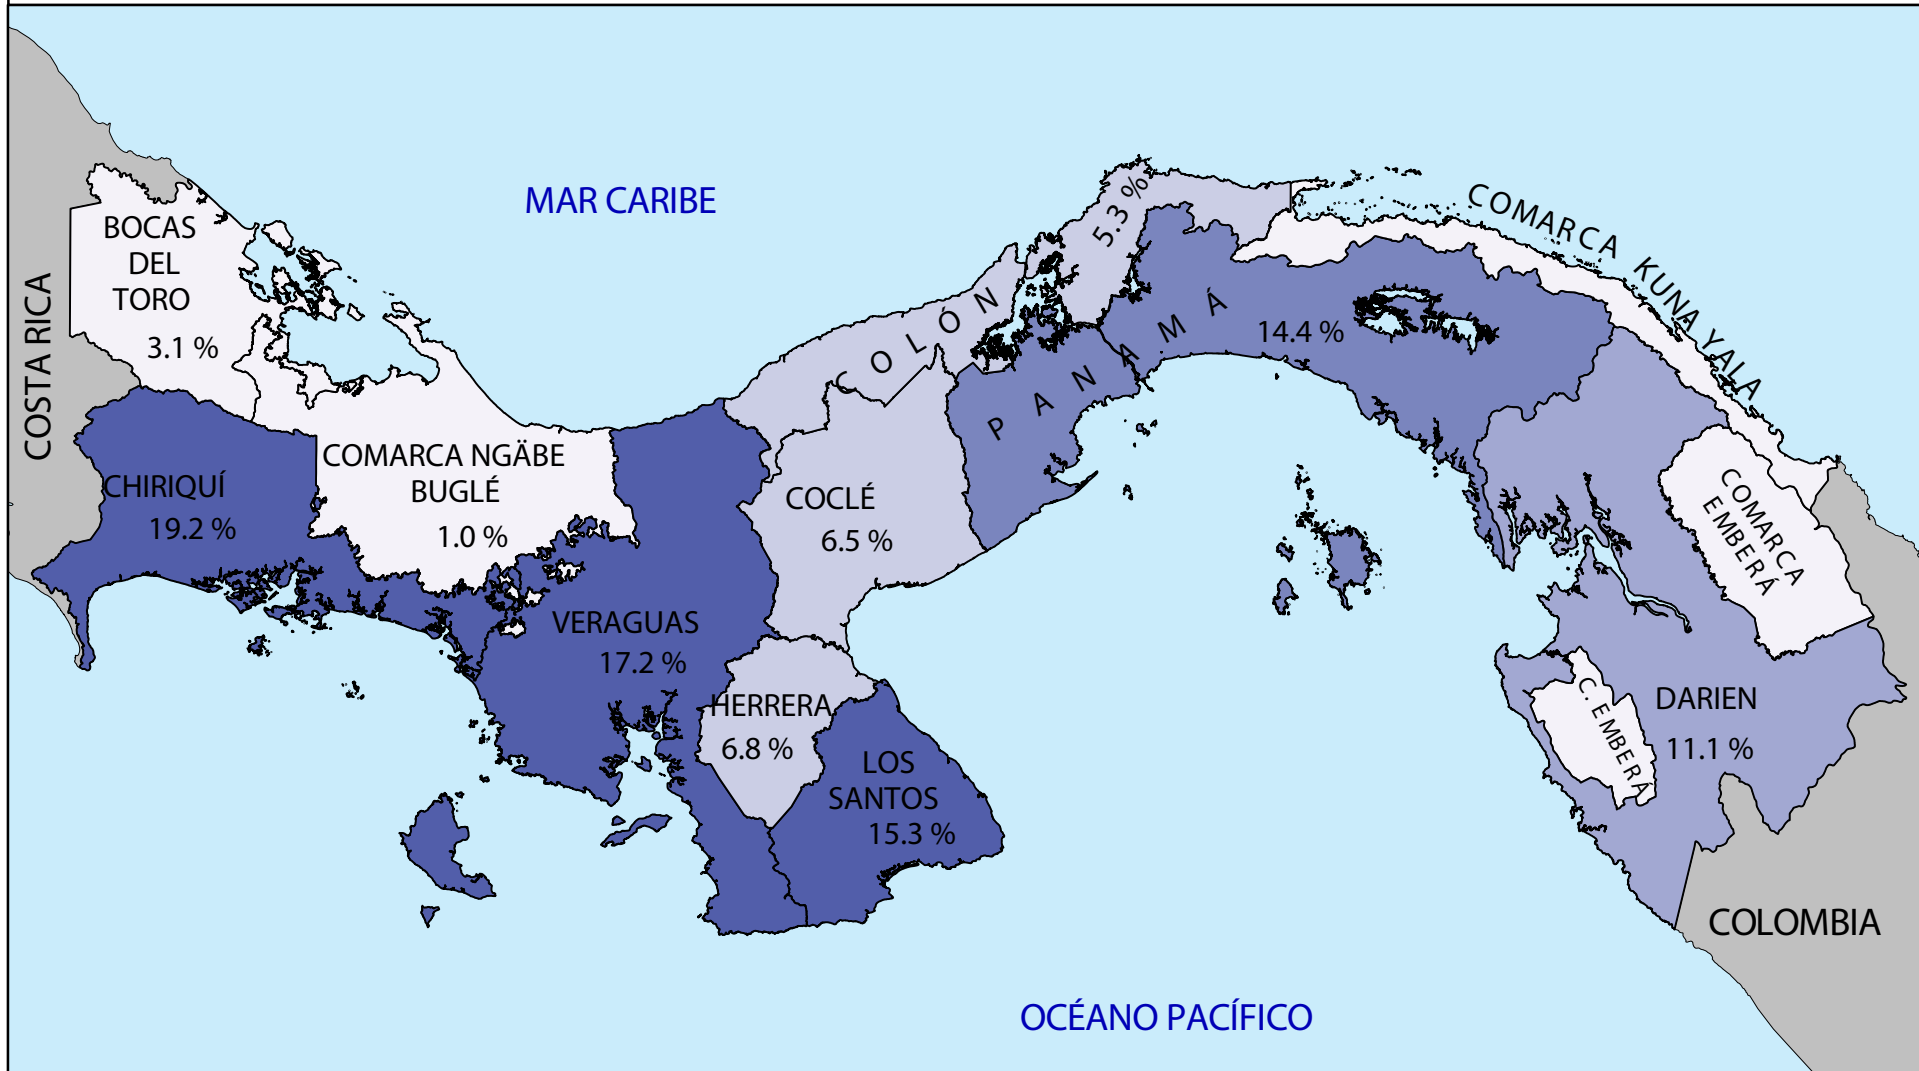 MAR CARIBE
COSTA RICA
BOCAS
DEL
TORO
3.1 %
COMARCA KUNA YALA
5.3 %
COLÓN
PANAMÁ
14.4 %
CHIRIQUÍ
19.2 %
COMARCA NGÄBE
BUGLÉ
1.0 %
COCLÉ
6.5 %
COMARCA
EMBERÁ
VERAGUAS
17.2 %
HERRERA
6.8 %
LOS
SANTOS
15.3 %
C. EMBERÁ
DARIEN
11.1 %
COLOMBIA
OCÉANO PACÍFICO